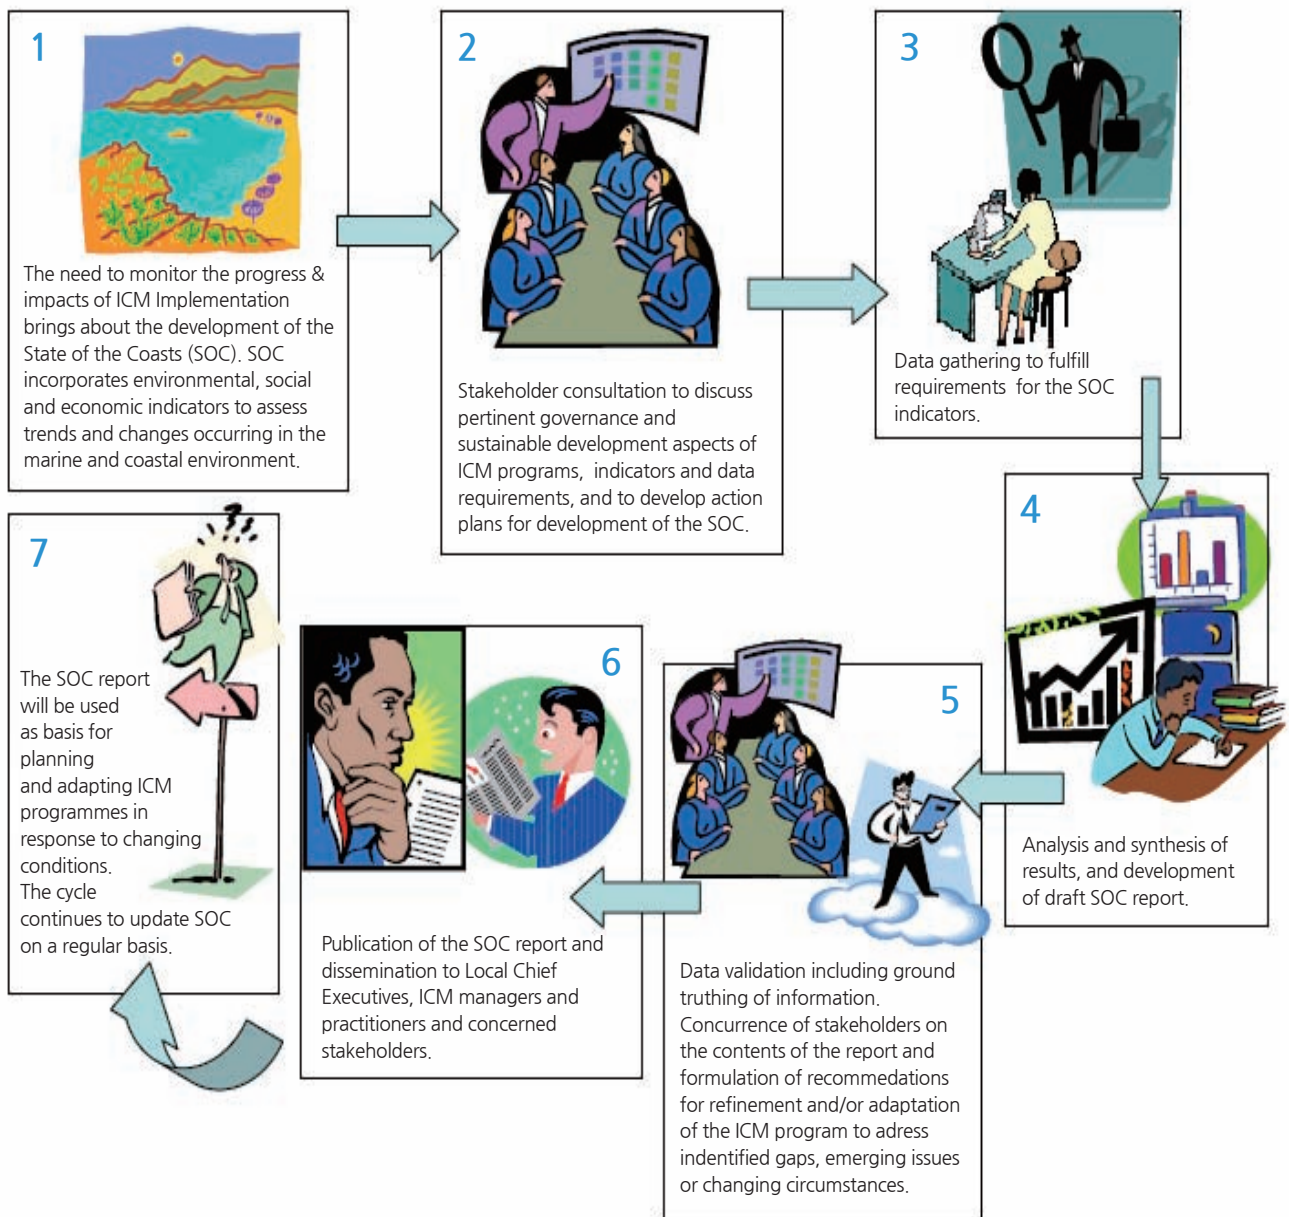 1
The need to monitor the progress &
impacts of ICM Implementation
brings about the development of the
State of the Coasts (SOC). SOC
incorporates environmental, social
and economic indicators to assess
trends and changes occurring in the
marine and coastal environment.
2
Stakeholder consultation to discuss
pertinent governance and
sustainable development aspects of
ICM programs, indicators and data
requirements, and to develop action
plans for development of the SOC.
3
Data gathering to fulfill
requirements for the SOC
indicators.
4
Analysis and synthesis of
results, and development
of draft SOC report.
5
Data validation including ground
truthing of information.
Concurrence of stakeholders on
the contents of the report and
formulation of recommedations
for refinement and/or adaptation
of the ICM program to adress
indentified gaps, emerging issues
or changing circumstances.
6
Publication of the SOC report and
dissemination to Local Chief
Executives, ICM managers and
practitioners and concerned
stakeholders.
7
???
The SOC report
will be used
as basis for
planning
and adapting ICM
programmes in
response to changing
conditions.
The cycle
continues to update SOC
on a regular basis.